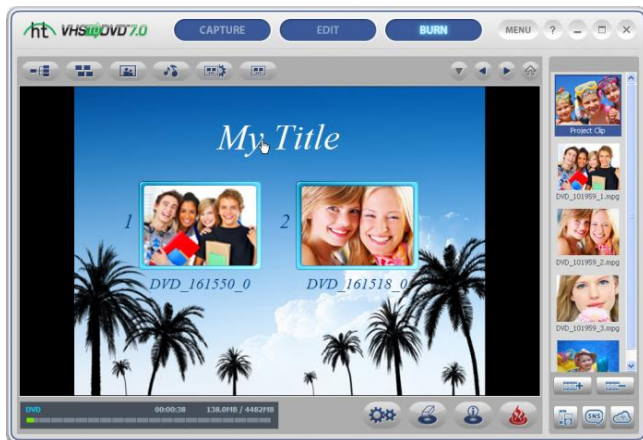 ht VHS TO DVD 7.0
CAPTURE
EDIT
BURN
MENU
?
My Title
1
2
DVD_161550_0
DVD_161518_0
Project Clip
DVD_101959_1.mpg
DVD_101959_2.mpg
DVD_101959_3.mpg
DVD
00:00:38
138.0MB / 4482MB
SNS